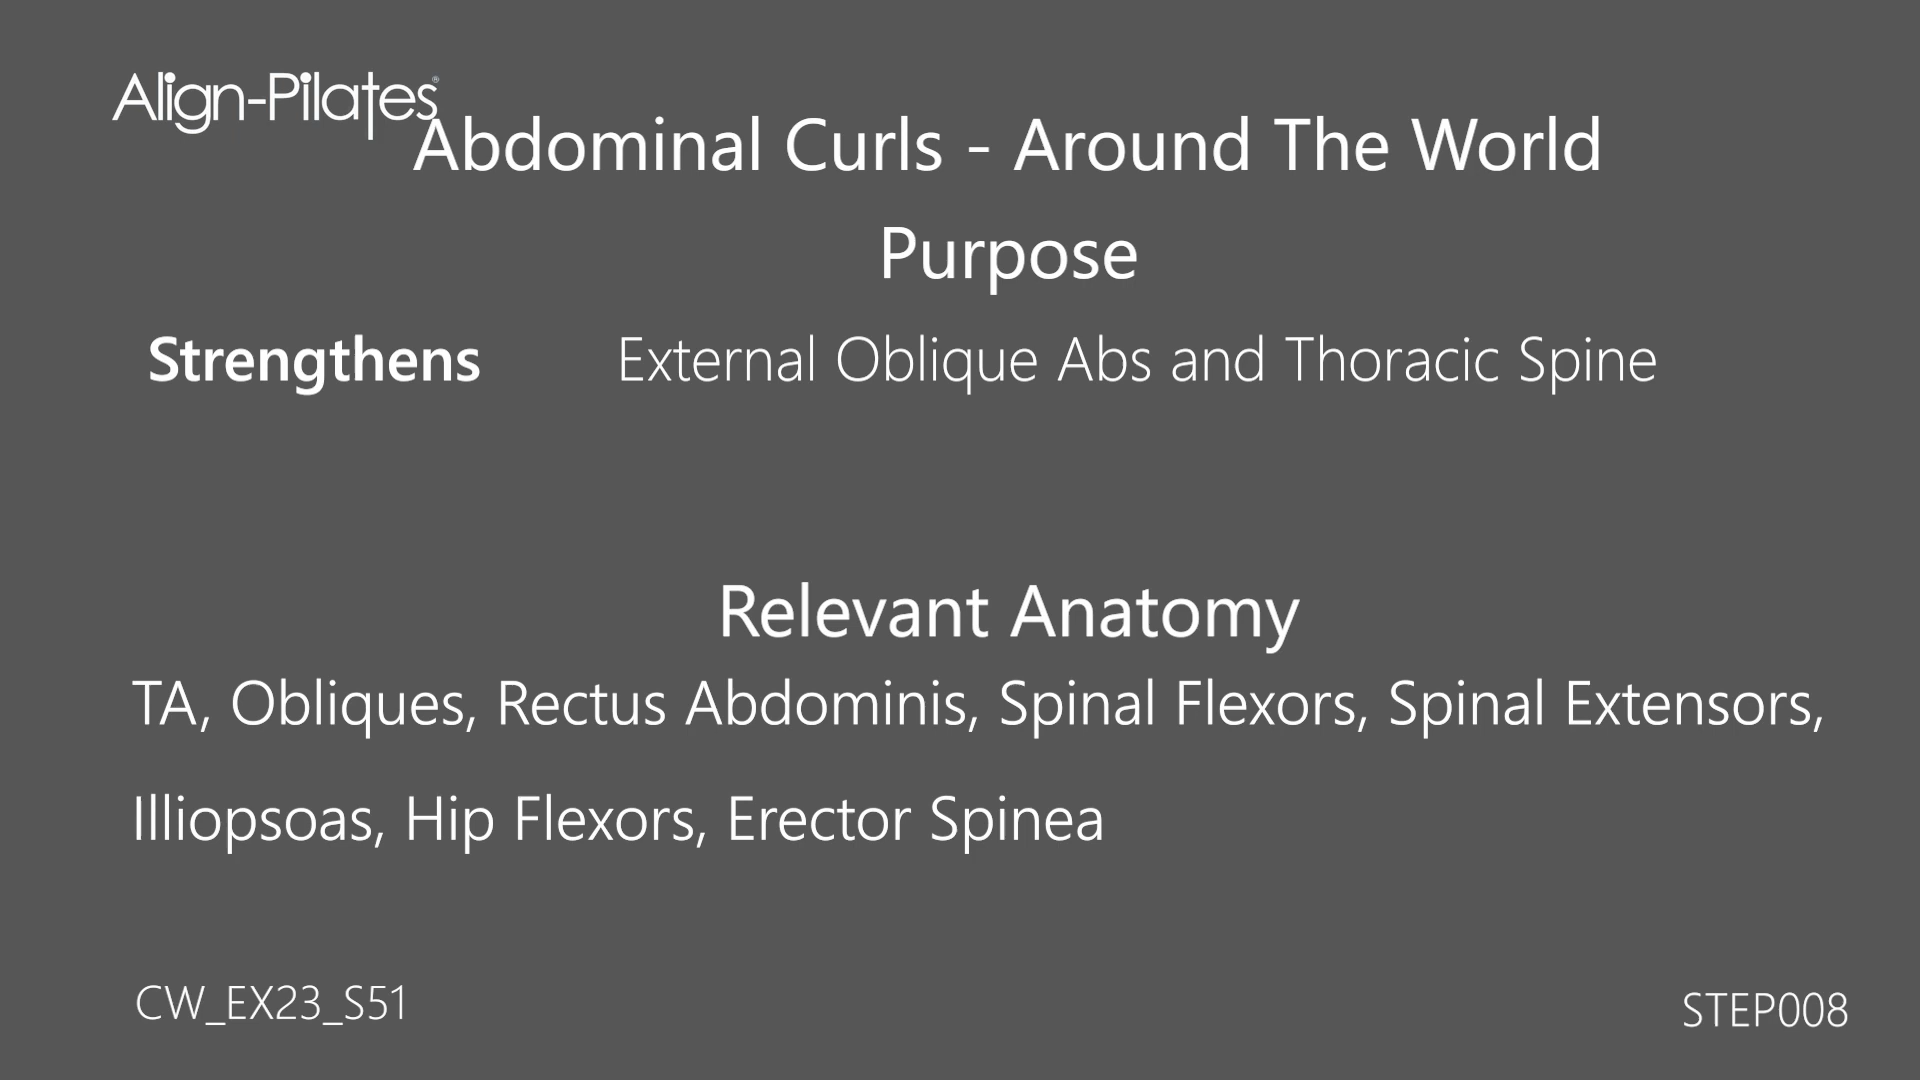 Align-Pilates®
Abdominal Curls - Around The World
Purpose
Strengthens External Oblique Abs and Thoracic Spine
Relevant Anatomy
TA, Obliques, Rectus Abdominis, Spinal Flexors, Spinal Extensors,
Illiopsoas, Hip Flexors, Erector Spinea
CW_EX23_S51
STEP008